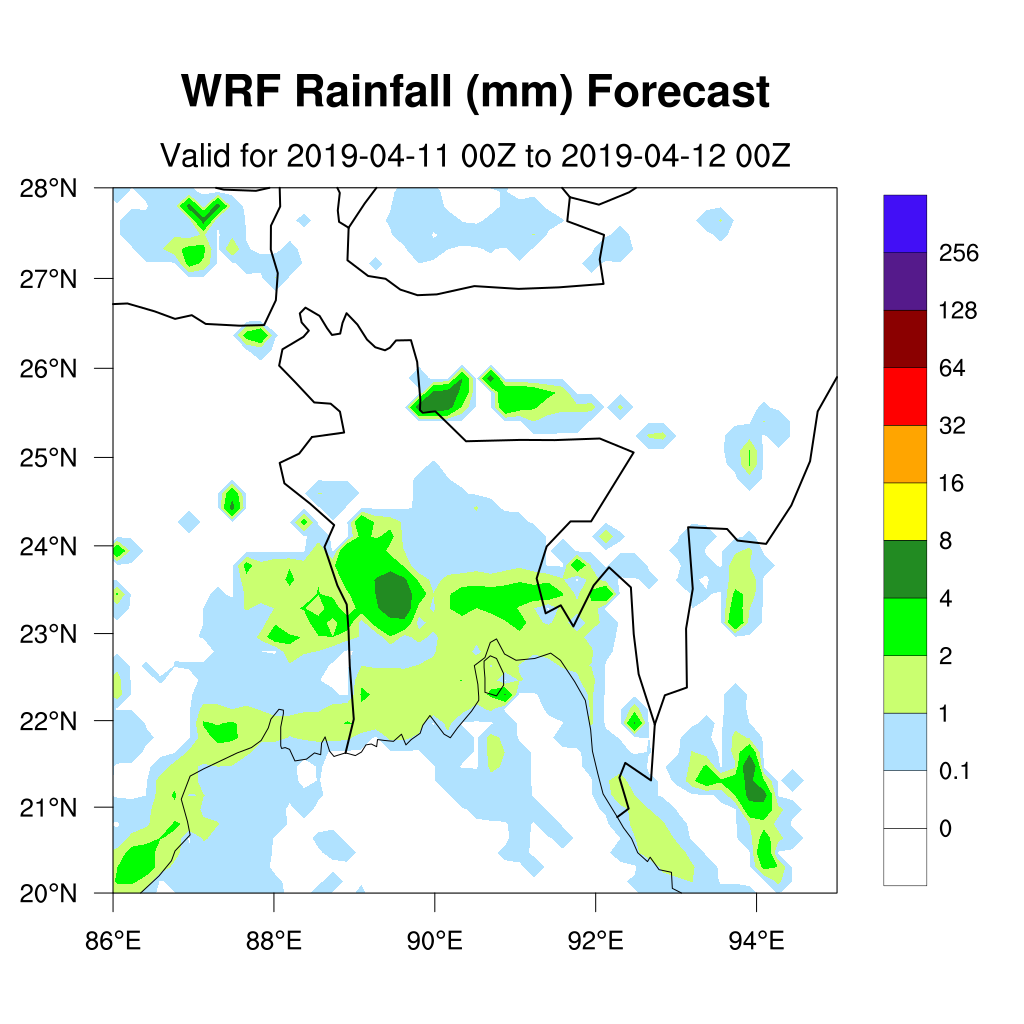 WRF Rainfall (mm) Forecast
Valid for 2019-04-11 00Z to 2019-04-12 00Z
28°N
27°N
26°N
25°N
24°N
23°N
22°N
21°N
20°N
86°E
88°E
90°E
92°E
94°E
256
128
64
32
16
8
4
2
1
0.1
0